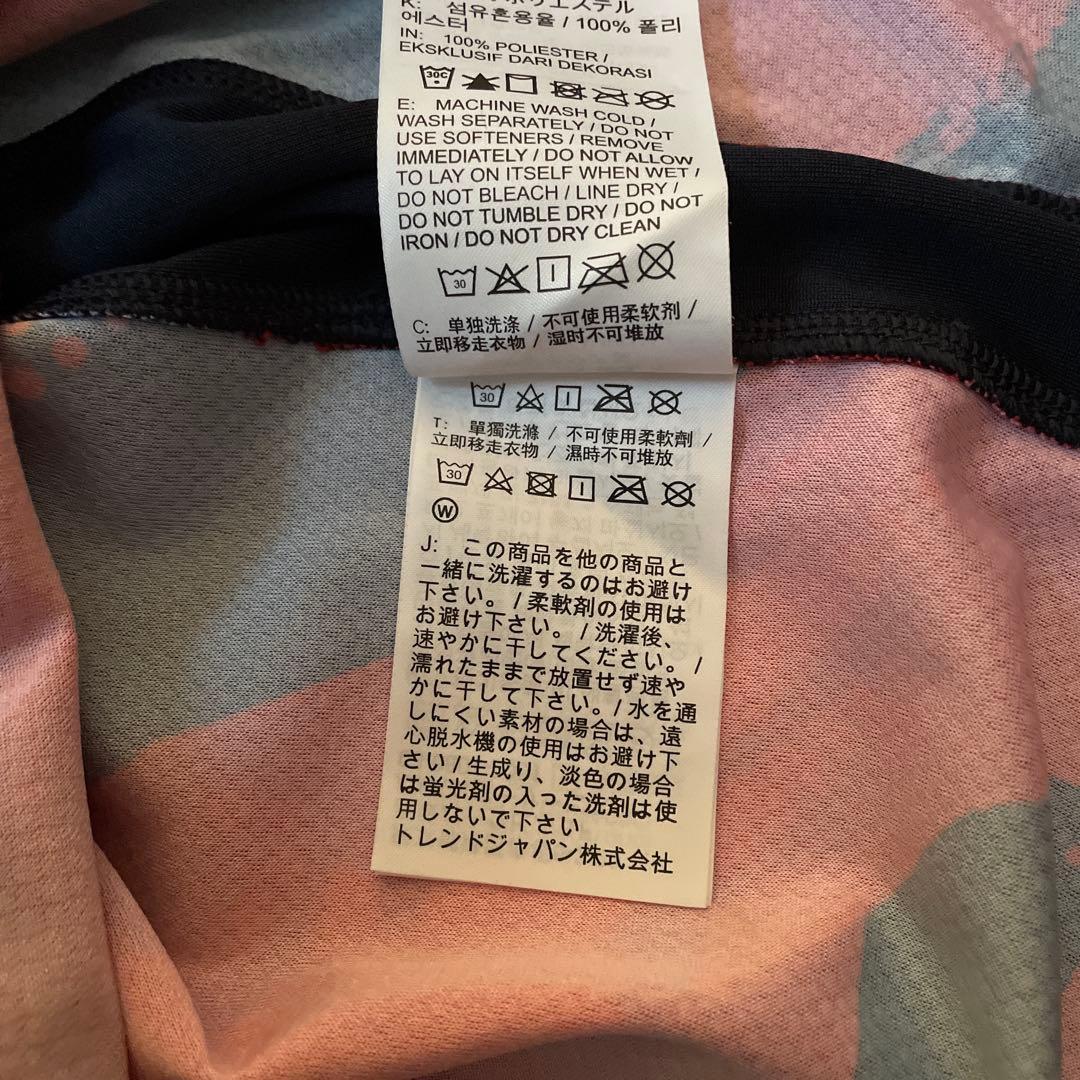 ポリエステル
K: 섬유혼용율 / 100% 폴리
에스터
IN: 100% POLIESTER /
EKSKLUSIF DARI DEKORASI
30C
E: MACHINE WASH COLD /
WASH SEPARATELY / DO NOT
USE SOFTENERS / REMOVE
IMMEDIATELY / DO NOT ALLOW
TO LAY ON ITSELF WHEN WET /
DO NOT BLEACH / LINE DRY /
DO NOT TUMBLE DRY / DO NOT
IRON / DO NOT DRY CLEAN
30
C: 单独洗涤 / 不可使用柔软剂 /
立即移走衣物 / 湿时不可堆放
30
T: 單獨洗滌 / 不可使用柔軟劑 /
立即移走衣物 / 濕時不可堆放
30
W
J: この商品を他の商品と
一緒に洗濯するのはお避け
下さい。 / 柔軟剤の使用は
お避け下さい。 / 洗濯後、
速やかに干してください。 /
濡れたままで放置せず速や
かに干して下さい。 / 水を通
しにくい素材の場合は、遠
心脱水機の使用はお避け下
さい / 生成り、淡色の場合
は蛍光剤の入った洗剤は使
用しないで下さい
トレンドジャパン株式会社